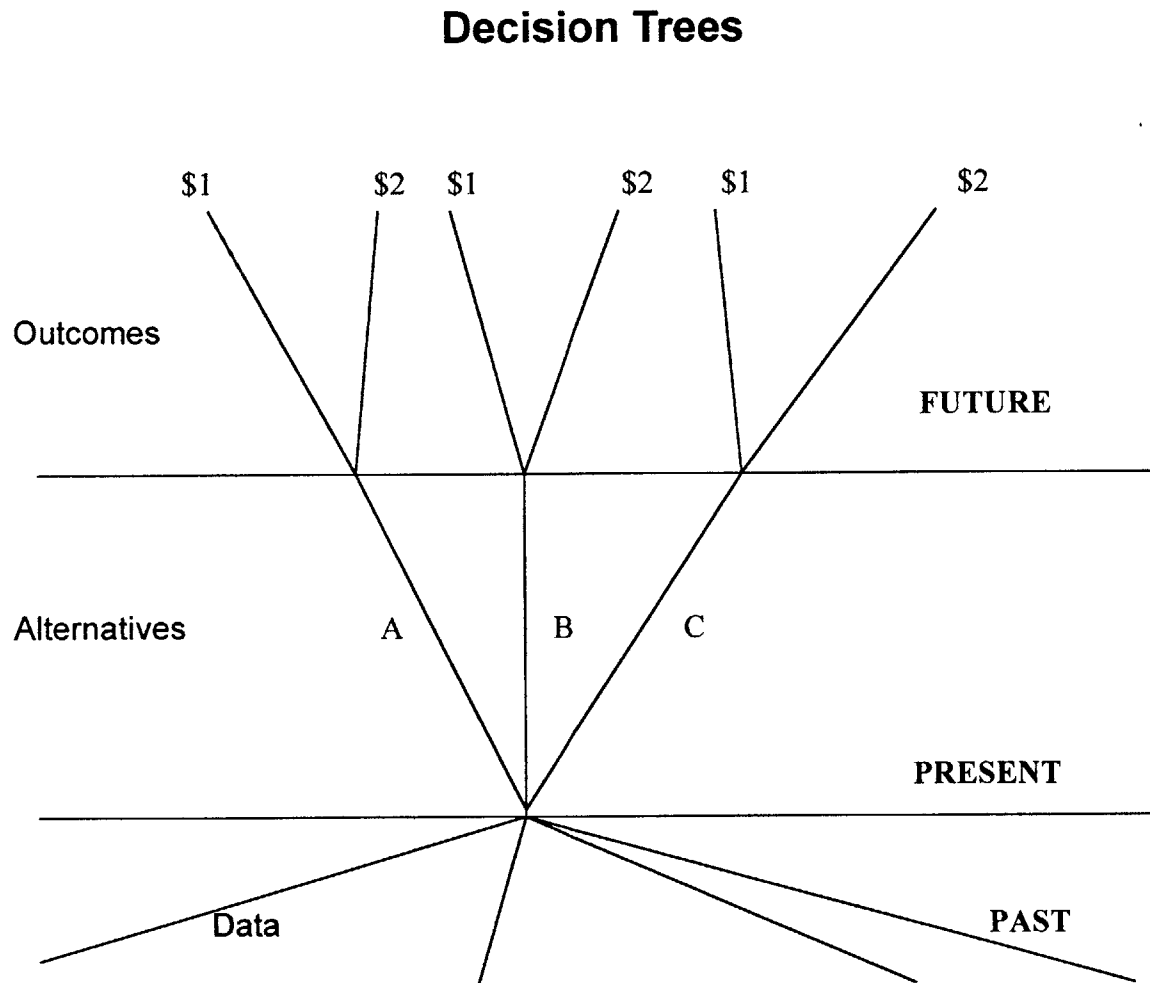 Decision Trees
$1 $2 $1 $2 $1 $2
Outcomes
FUTURE
Alternatives A B C
PRESENT
Data PAST